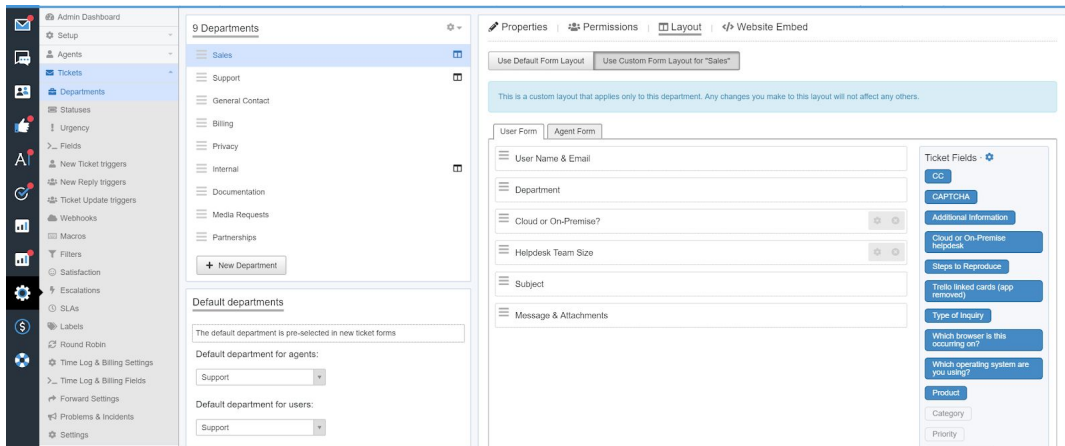 Admin Dashboard
Setup
Agents
Tickets
Departments
Statuses
Urgency
Fields
New Ticket triggers
New Reply triggers
Ticket Update triggers
Webhooks
Macros
Filters
Satisfaction
Escalations
SLAs
Labels
Round Robin
Time Log & Billing Settings
Time Log & Billing Fields
Forward Settings
Problems & Incidents
Settings
9 Departments
Sales
Support
General Contact
Billing
Privacy
Internal
Documentation
Media Requests
Partnerships
+ New Department
Default departments
The default department is pre-selected in new ticket forms
Default department for agents:
Support
Default department for users:
Support
Properties
Permissions
Layout
</> Website Embed
Use Default Form Layout
Use Custom Form Layout for "Sales"
This is a custom layout that applies only to this department. Any changes you make to this layout will not affect any others.
User Form
Agent Form
User Name & Email
Department
Cloud or On-Premise?
Helpdesk Team Size
Subject
Message & Attachments
Ticket Fields ·
CC
CAPTCHA
Additional Information
Cloud or On-Premise
helpdesk
Steps to Reproduce
Trello linked cards (app
removed)
Type of Inquiry
Which browser is this
occurring on?
Which operating system are
you using?
Product
Category
Priority